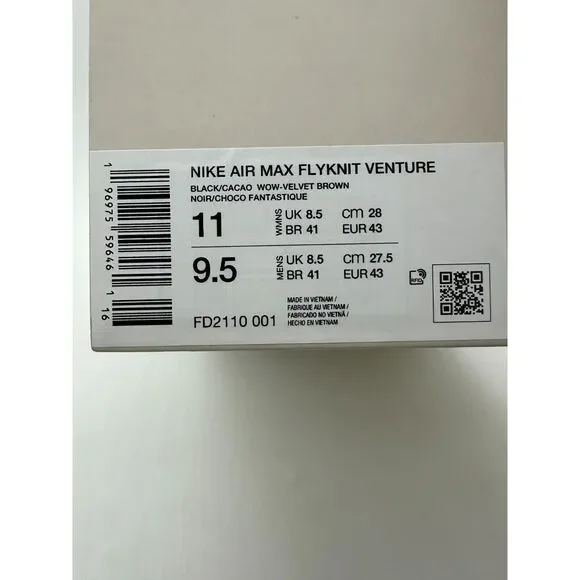 NIKE AIR MAX FLYKNIT VENTURE
BLACK/CACAO WOW-VELVET BROWN
NOIR/CHOCO FANTASTIQUE
11 WMNS UK 8.5 CM 28
BR 41 EUR 43
9.5 MENS UK 8.5 CM 27.5
BR 41 EUR 43
FD2110 001
MADE IN VIETNAM /
FABRIQUE AU VIETNAM /
FABRICADO NO VIETNÃ /
HECHO EN VIETNAM
RFID
1 96975 59646 1 16